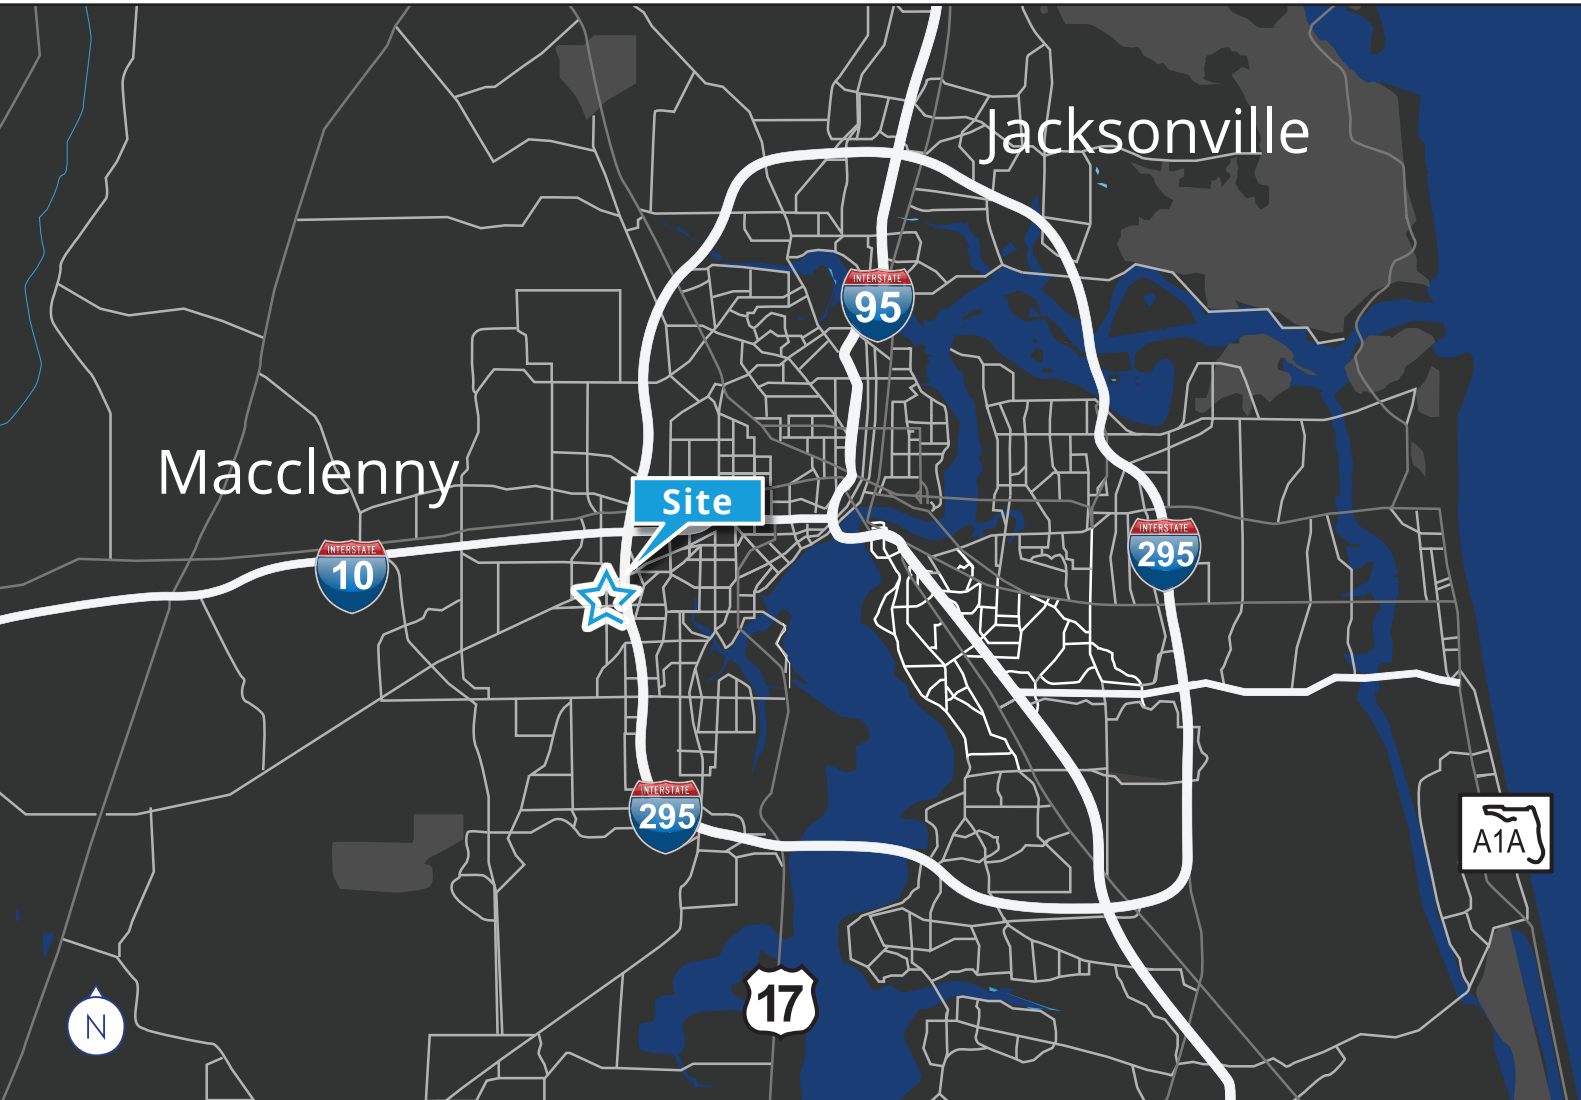 Jacksonville
INTERSTATE
95
Macclenny
Site
INTERSTATE
10
INTERSTATE
295
INTERSTATE
295
A1A
17
N